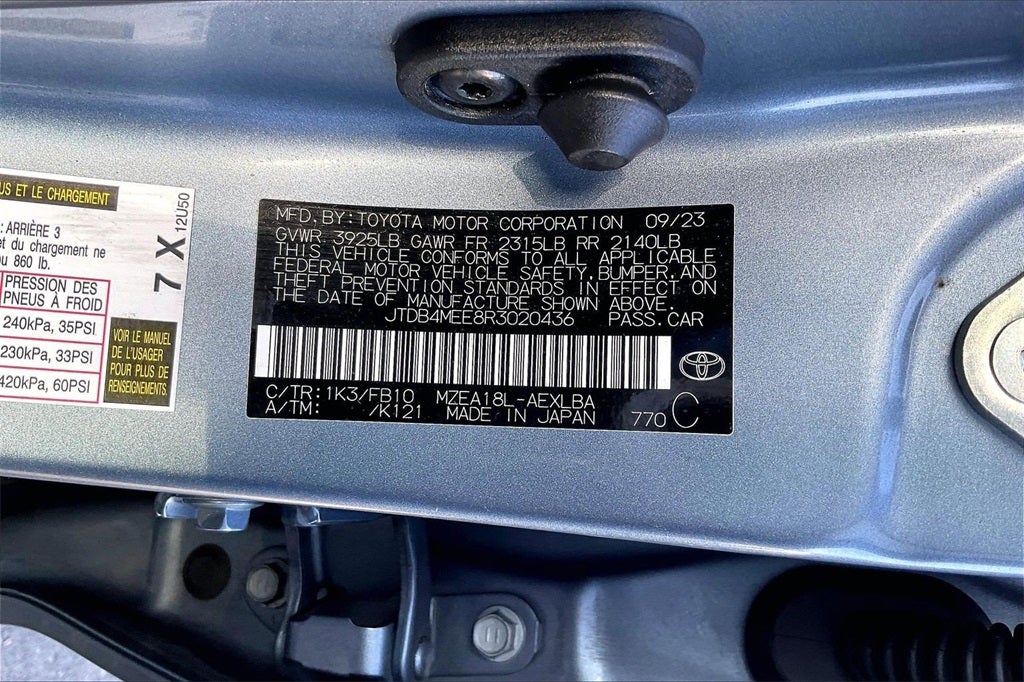 US ET LE CHARGEMENT
: ARRIÈRE 3
et du chargement ne
ou 860 lb.
PRESSION DES
PNEUS À FROID
240kPa, 35PSI
230kPa, 33PSI
420kPa, 60PSI
7 X
12U50
VOIR LE MANUEL
DE L'USAGER
POUR PLUS DE
RENSEIGNEMENTS.
MFD. BY: TOYOTA MOTOR CORPORATION 09/23
GVWR 3925LB GAWR FR 2315LB RR 2140LB
THIS VEHICLE CONFORMS TO ALL APPLICABLE
FEDERAL MOTOR VEHICLE SAFETY, BUMPER, AND
THEFT PREVENTION STANDARDS IN EFFECT ON
THE DATE OF MANUFACTURE SHOWN ABOVE.
JTDB4MEE8R3020436 PASS. CAR
C/TR: 1K3/FB10 MZEA18L-AEXLBA
A/TM: /K121 MADE IN JAPAN 770 C